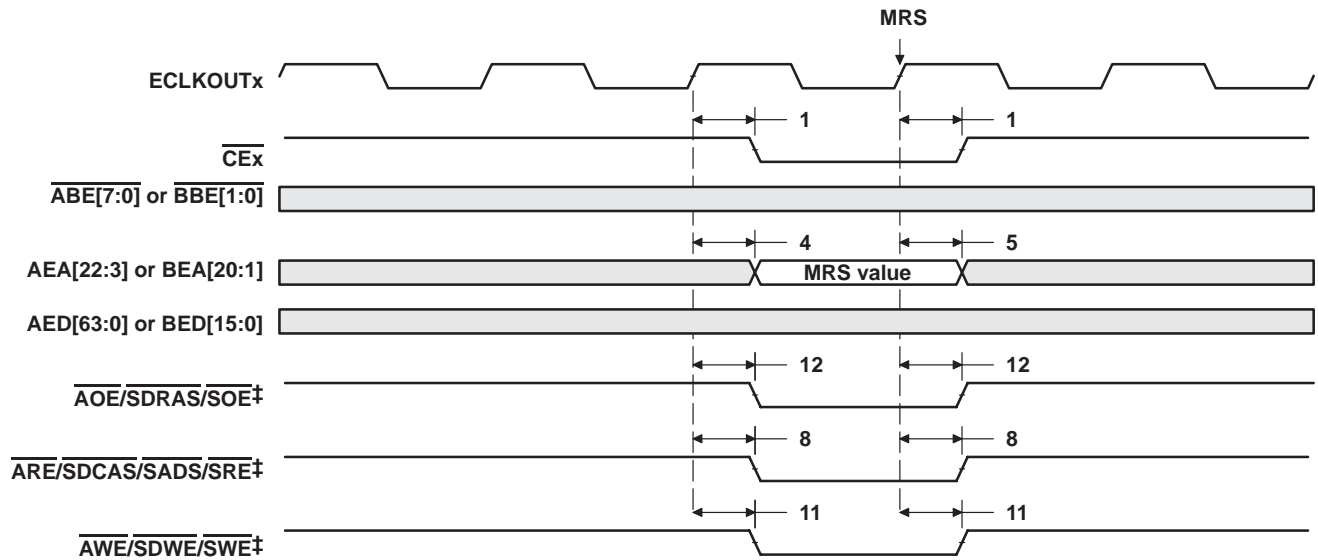 MRS
ECLKOUTx
1 1
CEx
ABE[7:0] or BBE[1:0]
4 5
AEA[22:3] or BEA[20:1] MRS value
AED[63:0] or BED[15:0]
12 12
AOE/SDRAS/SOE‡
8 8
ARE/SDCAS/SADS/SRE‡
11 11
AWE/SDWE/SWE‡